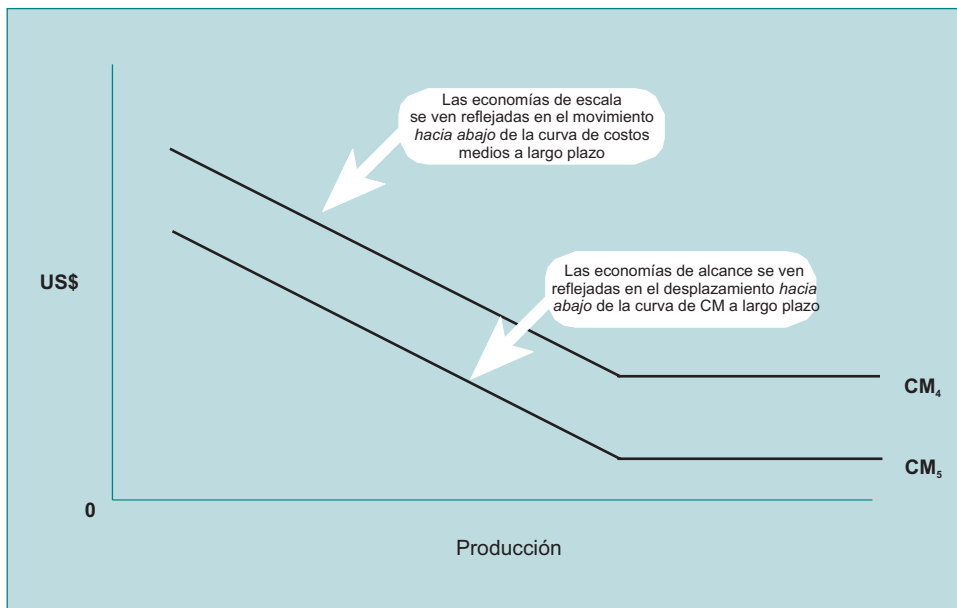 Las economías de escala
se ven reflejadas en el movimiento
hacia abajo de la curva de costos
medios a largo plazo
Las economías de alcance se ven
reflejadas en el desplazamiento hacia
abajo de la curva de CM a largo plazo
US$
CM₄
CM₅
0
Producción